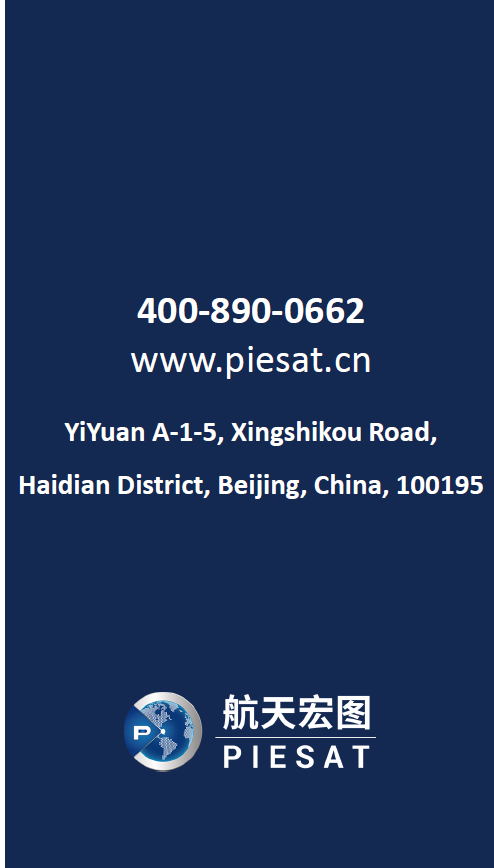 400-890-0662
www.piesat.cn
YiYuan A-1-5, Xingshikou Road,
Haidian District, Beijing, China, 100195
P
航天宏图
PIESAT